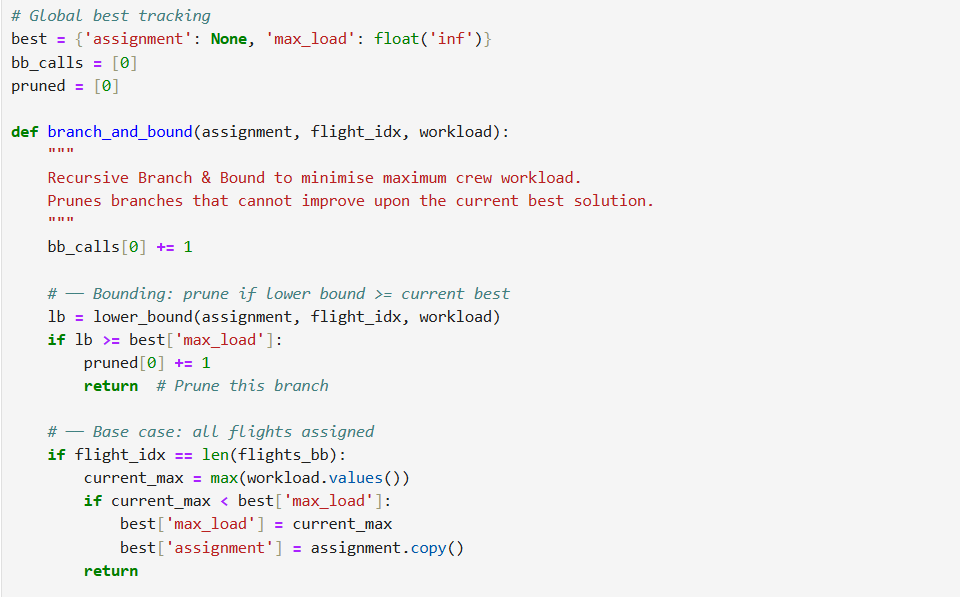 # Global best tracking
best = {'assignment': None, 'max_load': float('inf')}
bb_calls = [0]
pruned = [0]

def branch_and_bound(assignment, flight_idx, workload):
    """
    Recursive Branch & Bound to minimise maximum crew workload.
    Prunes branches that cannot improve upon the current best solution.
    """
    bb_calls[0] += 1

    # ── Bounding: prune if lower bound >= current best
    lb = lower_bound(assignment, flight_idx, workload)
    if lb >= best['max_load']:
        pruned[0] += 1
        return  # Prune this branch

    # ── Base case: all flights assigned
    if flight_idx == len(flights_bb):
        current_max = max(workload.values())
        if current_max < best['max_load']:
            best['max_load'] = current_max
            best['assignment'] = assignment.copy()
        return